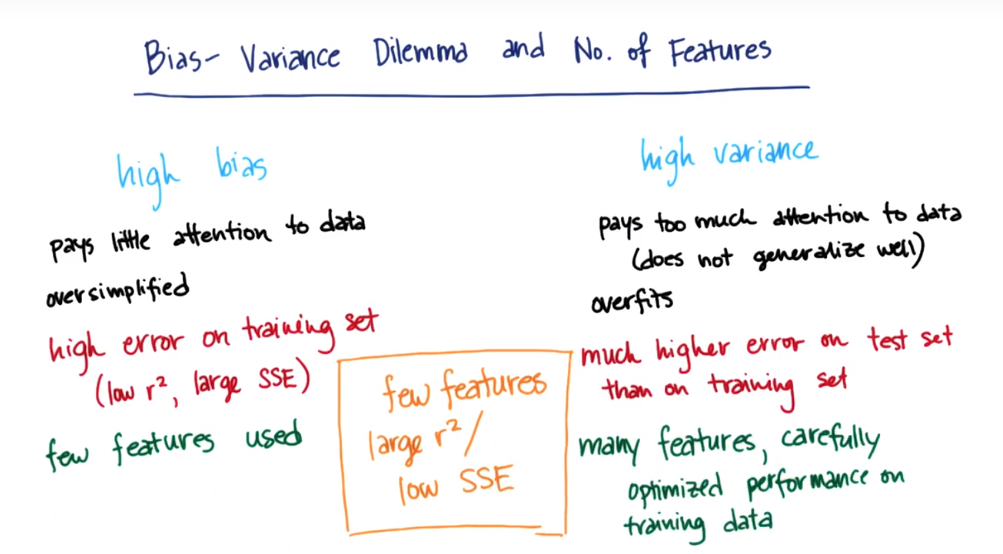 Bias- Variance Dilemma and No. of Features
high bias
pays little attention to data
oversimplified
high error on training set
(low r², large SSE)
few features used
few features
large r²/
low SSE
high variance
pays too much attention to data
(does not generalize well)
overfits
much higher error on test set
than on training set
many features, carefully
optimized performance on
training data